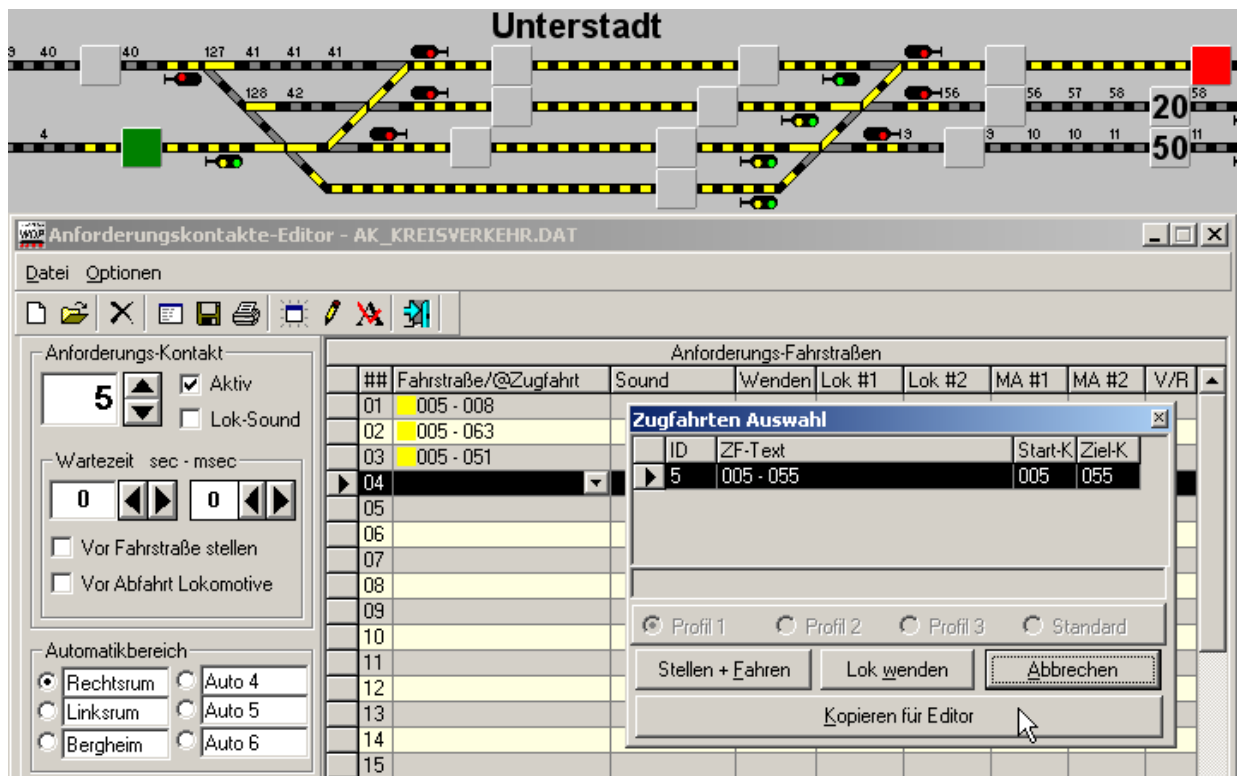 Unterstadt
9 40 40 127 41 41 41
128 42 56 56 57 58 20 58
4 9 9 10 10 11 50 11
Anforderungskontakte-Editor - AK_KREISVERKEHR.DAT
Datei Optionen
Anforderungs-Kontakt
5 Aktiv
Lok-Sound
Wartezeit sec - msec
0 0
Vor Fahrstraße stellen
Vor Abfahrt Lokomotive
Automatikbereich
Rechtsrum Auto 4
Linksrum Auto 5
Bergheim Auto 6
Anforderungs-Fahrstraßen
## Fahrstraße/@Zugfahrt Sound Wenden Lok #1 Lok #2 MA #1 MA #2 V/R
01 005 - 008
02 005 - 063
03 005 - 051
04
05
06
07
08
09
10
11
12
13
14
15
Zugfahrten Auswahl
ID ZF-Text Start-K Ziel-K
5 005 - 055 005 055
Profil 1 Profil 2 Profil 3 Standard
Stellen + Fahren Lok wenden Abbrechen
Kopieren für Editor